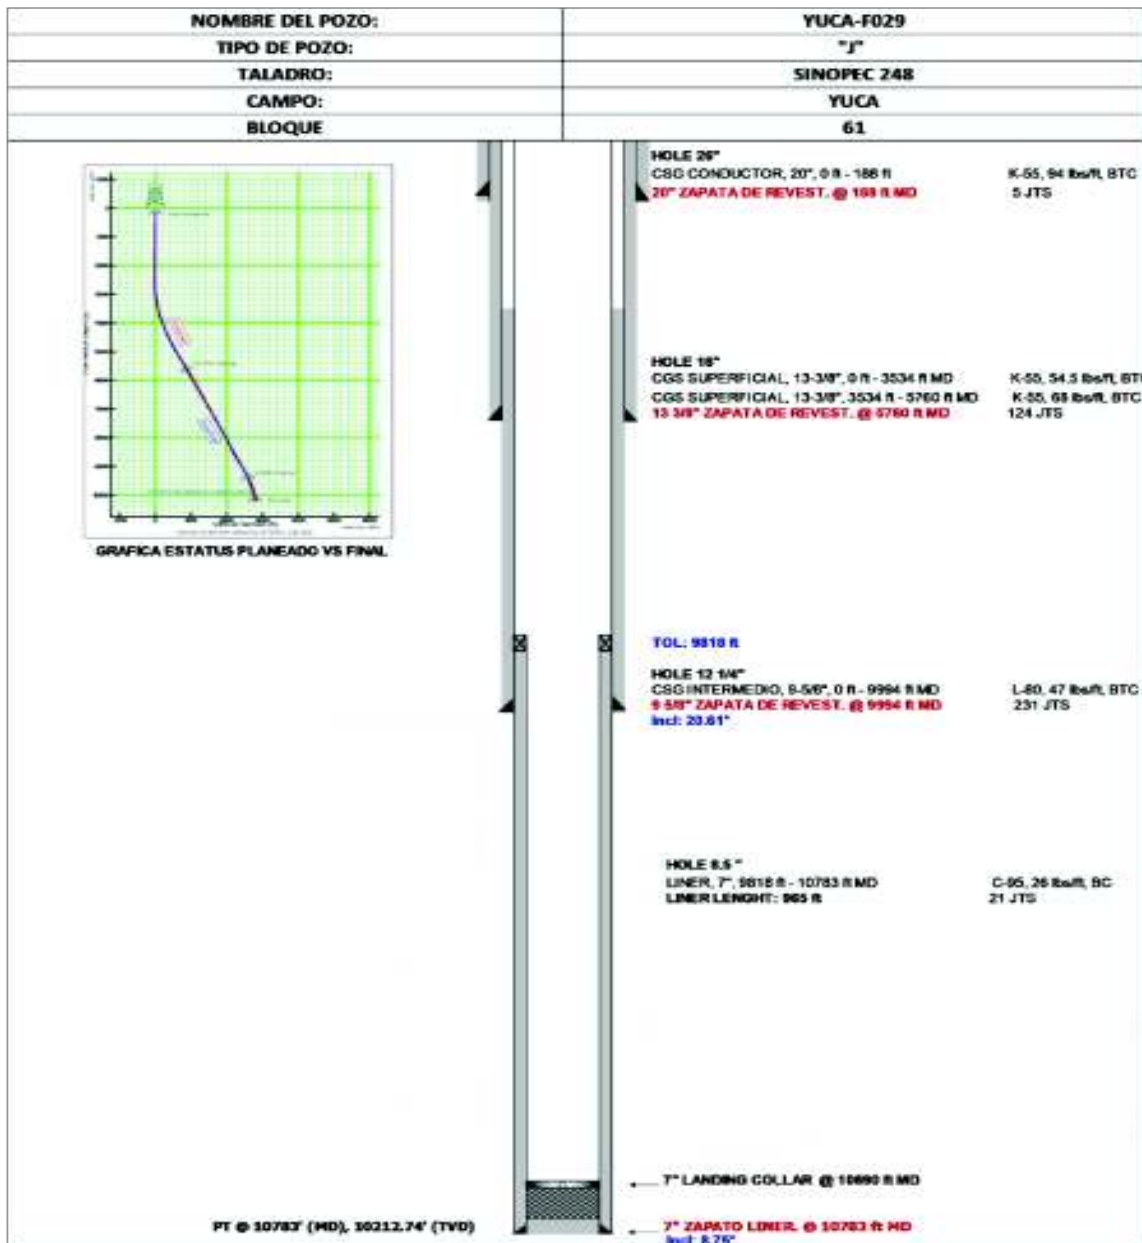 NOMBRE DEL POZO: YUCA-F029
TIPO DE POZO: "J"
TALADRO: SINOPEC 248
CAMPO: YUCA
BLOQUE 61
HOLE 26"
CSG CONDUCTOR, 20", 0 ft - 188 ft K-55, 94 lbs/ft, BTC
20" ZAPATA DE REVEST. @ 188 ft MD 5 JTS
HOLE 16"
CGS SUPERFICIAL, 13-3/8", 0 ft - 3534 ft MD K-55, 54.5 lbs/ft, BTC
CGS SUPERFICIAL, 13-3/8", 3534 ft - 5760 ft MD K-55, 68 lbs/ft, BTC
13 3/8" ZAPATA DE REVEST. @ 5760 ft MD 124 JTS
GRAFICA ESTATUS PLANEADO VS FINAL
TOL: 9818 ft
HOLE 12 1/4"
CSG INTERMEDIO, 9-5/8", 0 ft - 9994 ft MD L-80, 47 lbs/ft, BTC
9 5/8" ZAPATA DE REVEST. @ 9994 ft MD 231 JTS
Incl: 20.61°
HOLE 8.5 "
LINER, 7", 9818 ft - 10783 ft MD C-95, 26 lbs/ft, BC
LINER LENGHT: 965 ft 21 JTS
7" LANDING COLLAR @ 10690 ft MD
PT @ 10783' (MD), 10212.74' (TVD) 7" ZAPATO LINER. @ 10783 ft MD
Incl: 8.75°